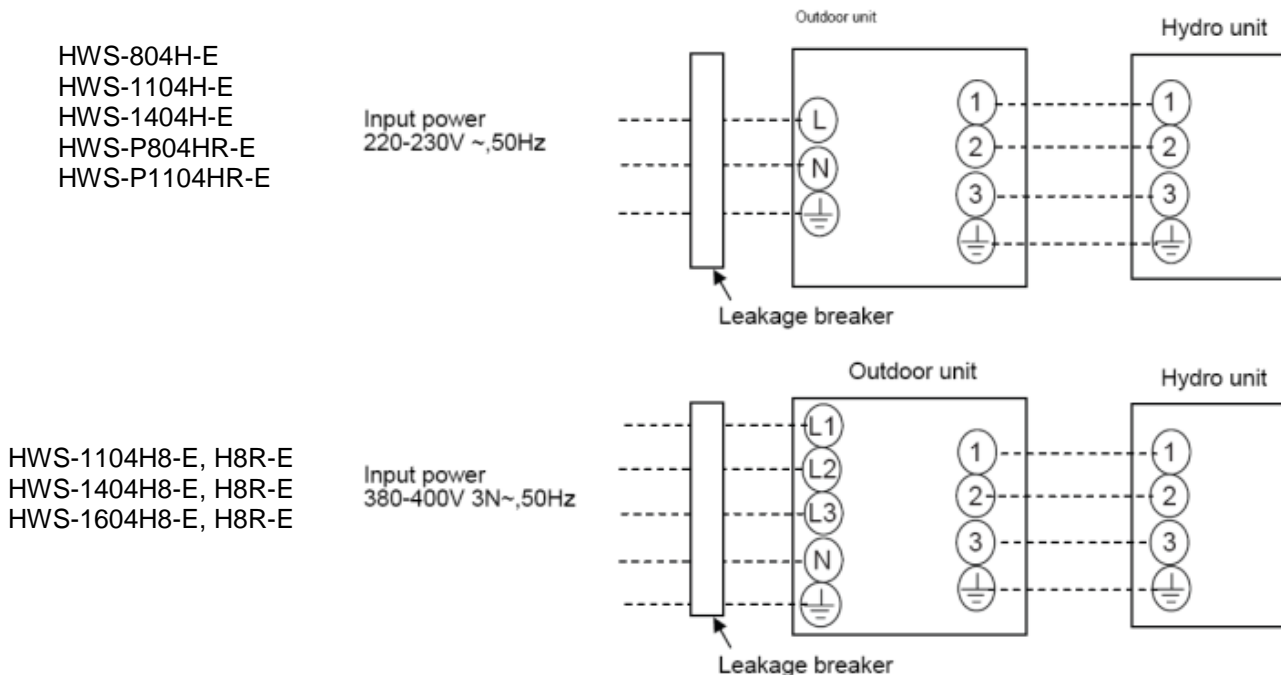 Outdoor unit
Hydro unit
HWS-804H-E
HWS-1104H-E
HWS-1404H-E
HWS-P804HR-E
HWS-P1104HR-E
Input power
220-230V ~,50Hz
L
N
1
2
3
1
2
3
Leakage breaker
Outdoor unit
Hydro unit
HWS-1104H8-E, H8R-E
HWS-1404H8-E, H8R-E
HWS-1604H8-E, H8R-E
Input power
380-400V 3N~,50Hz
L1
L2
L3
N
1
2
3
1
2
3
Leakage breaker